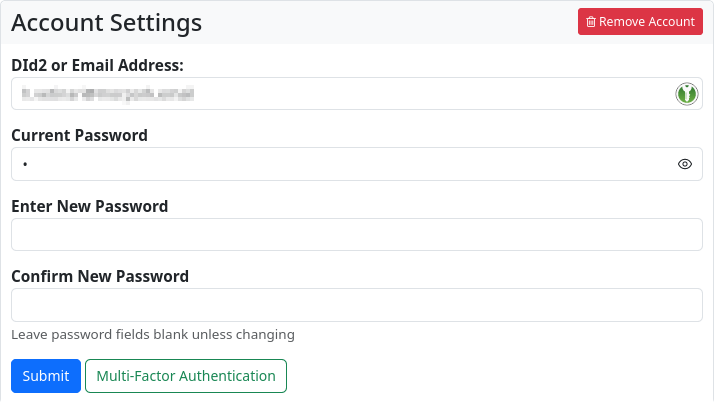 Account Settings
Remove Account
DId2 or Email Address:
Current Password
•
Enter New Password
Confirm New Password
Leave password fields blank unless changing
Submit
Multi-Factor Authentication